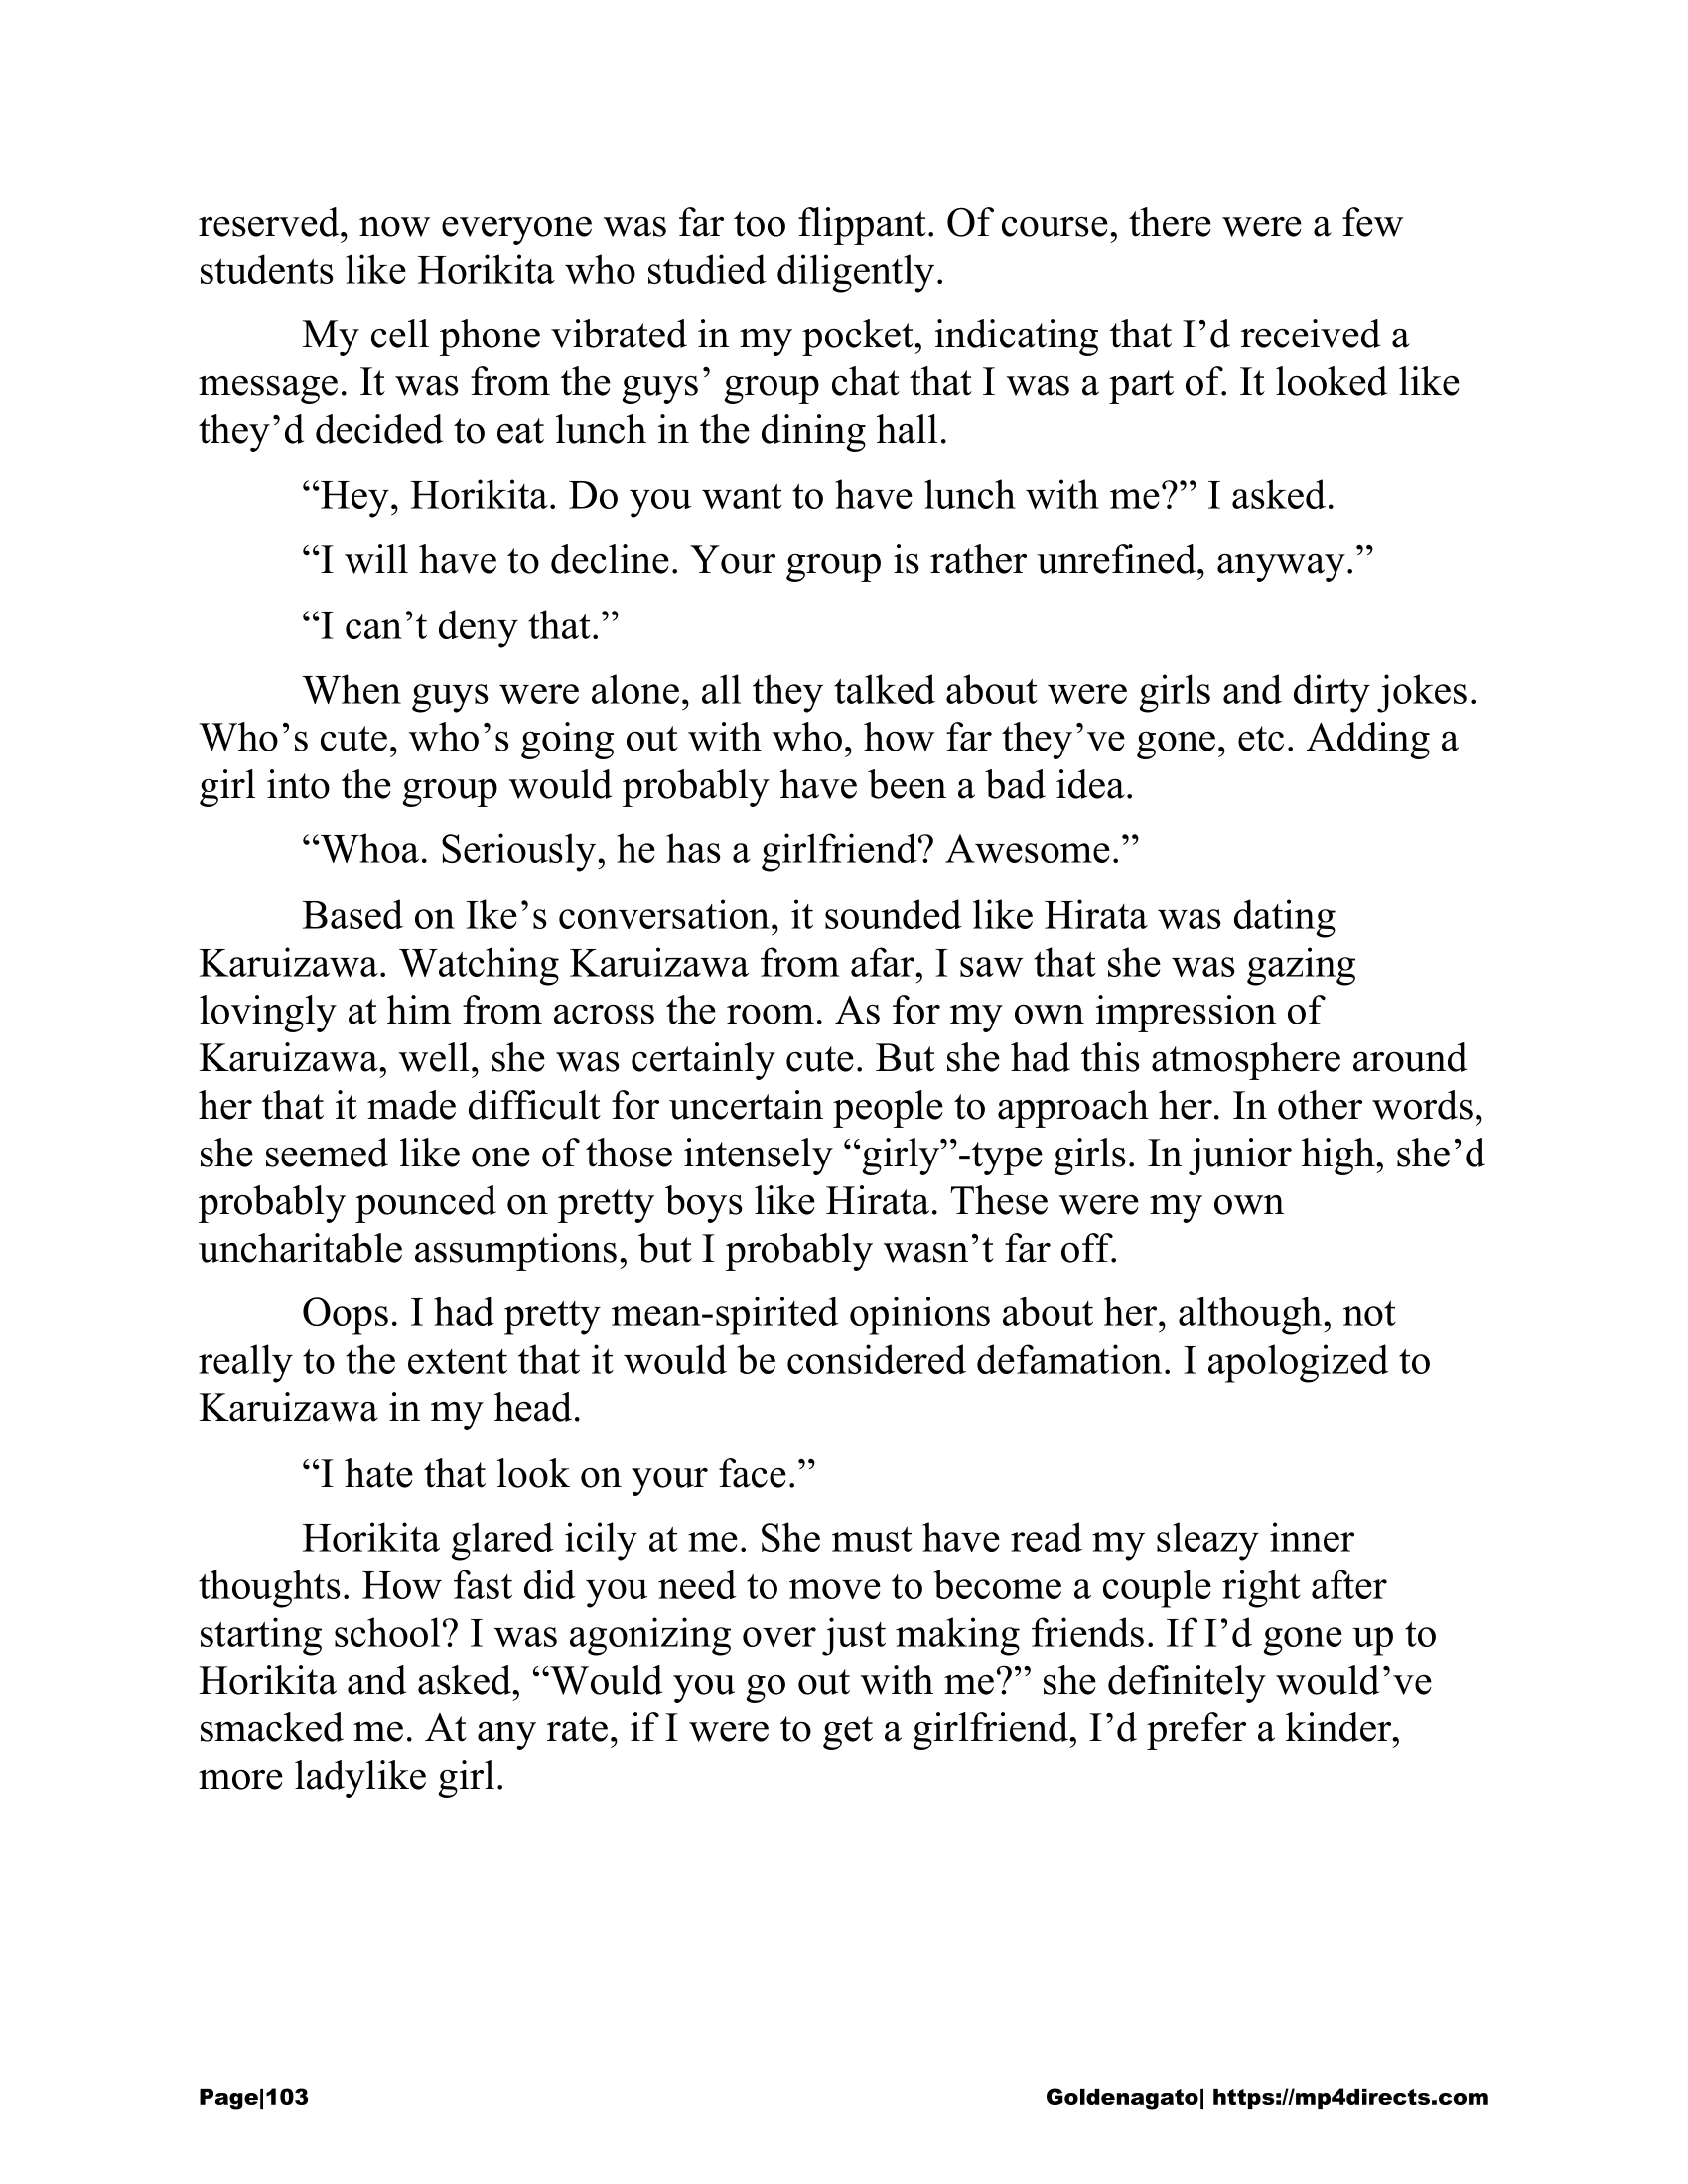 reserved, now everyone was far too flippant. Of course, there were a few
students like Horikita who studied diligently.
My cell phone vibrated in my pocket, indicating that I’d received a
message. It was from the guys’ group chat that I was a part of. It looked like
they’d decided to eat lunch in the dining hall.
“Hey, Horikita. Do you want to have lunch with me?” I asked.
“I will have to decline. Your group is rather unrefined, anyway.”
“I can’t deny that.”
When guys were alone, all they talked about were girls and dirty jokes.
Who’s cute, who’s going out with who, how far they’ve gone, etc. Adding a
girl into the group would probably have been a bad idea.
“Whoa. Seriously, he has a girlfriend? Awesome.”
Based on Ike’s conversation, it sounded like Hirata was dating
Karuizawa. Watching Karuizawa from afar, I saw that she was gazing
lovingly at him from across the room. As for my own impression of
Karuizawa, well, she was certainly cute. But she had this atmosphere around
her that it made difficult for uncertain people to approach her. In other words,
she seemed like one of those intensely “girly”-type girls. In junior high, she’d
probably pounced on pretty boys like Hirata. These were my own
uncharitable assumptions, but I probably wasn’t far off.
Oops. I had pretty mean-spirited opinions about her, although, not
really to the extent that it would be considered defamation. I apologized to
Karuizawa in my head.
“I hate that look on your face.”
Horikita glared icily at me. She must have read my sleazy inner
thoughts. How fast did you need to move to become a couple right after
starting school? I was agonizing over just making friends. If I’d gone up to
Horikita and asked, “Would you go out with me?” she definitely would’ve
smacked me. At any rate, if I were to get a girlfriend, I’d prefer a kinder,
more ladylike girl.
Page|103 Goldenagato| https://mp4directs.com